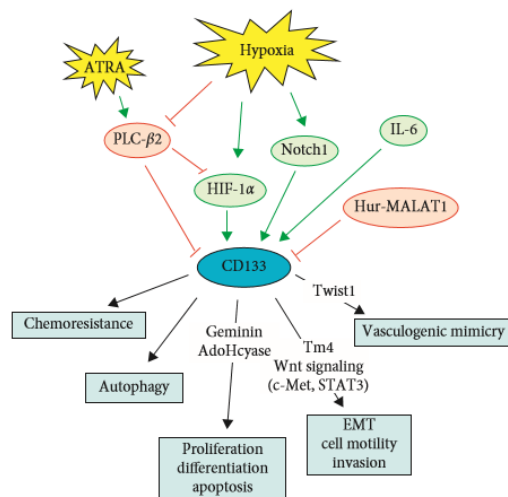 Hypoxia
ATRA
PLC-β2
Notch1
IL-6
HIF-1α
Hur-MALAT1
CD133
Twist1
Chemoresistance
Geminin
AdoHcyase
Tm4
Wnt signaling
(c-Met, STAT3)
Vasculogenic mimicry
Autophagy
EMT
cell motility
invasion
Proliferation
differentiation
apoptosis